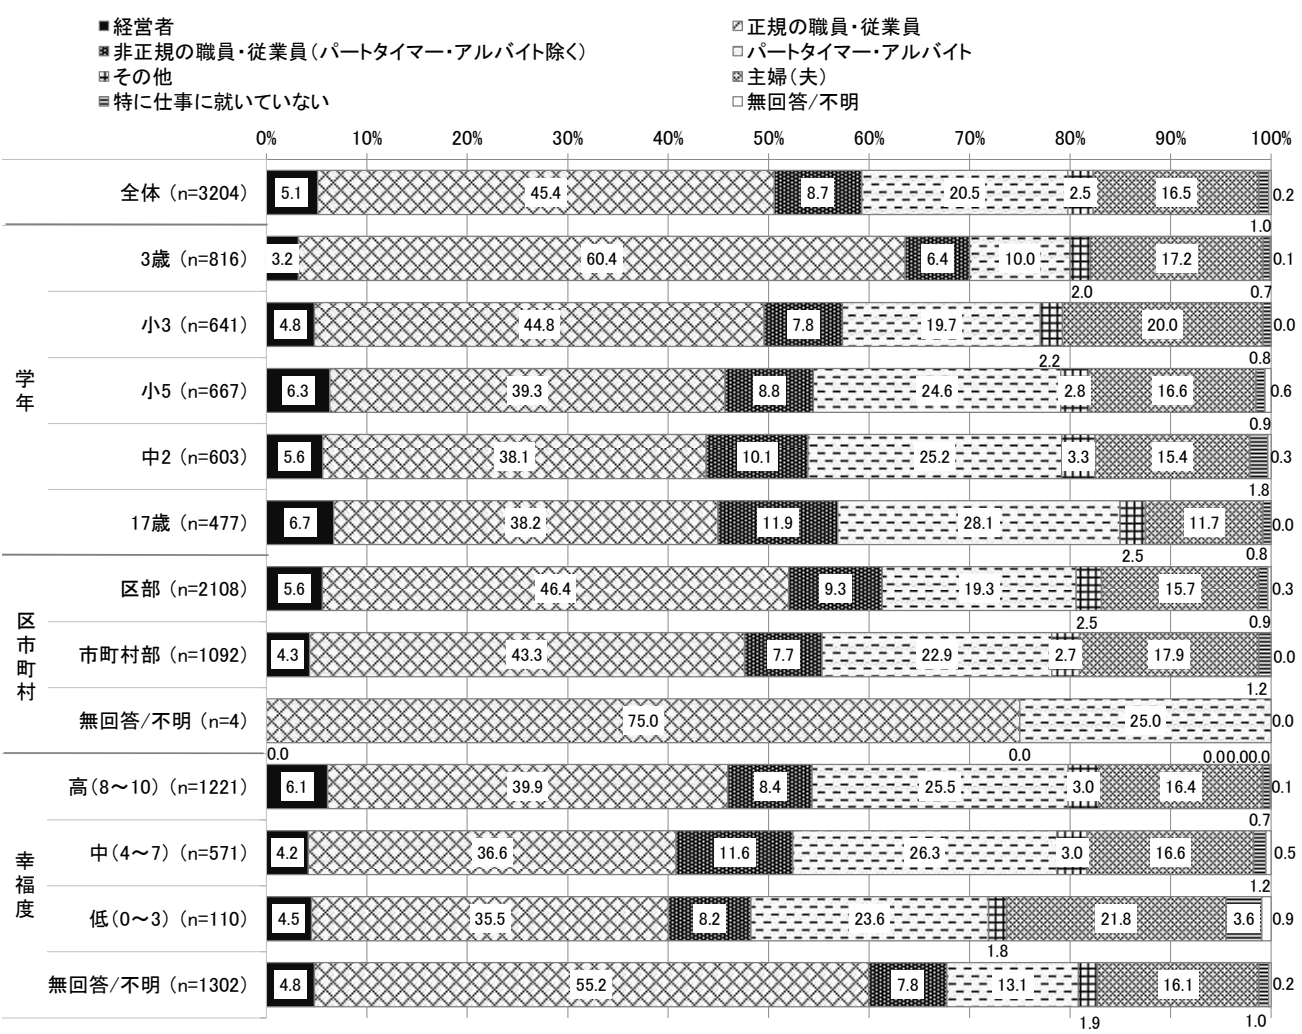 経営者 正規の職員・従業員
非正規の職員・従業員（パートタイマー・アルバイト除く） パートタイマー・アルバイト
その他 主婦（夫）
特に仕事に就いていない 無回答/不明
0% 10% 20% 30% 40% 50% 60% 70% 80% 90% 100%
全体 (n=3204) 5.1 45.4 8.7 20.5 2.5 16.5 0.2
1.0
3歳 (n=816) 3.2 60.4 6.4 10.0 17.2 0.1
2.0 0.7
小3 (n=641) 4.8 44.8 7.8 19.7 20.0 0.0
2.2 0.8
学年
小5 (n=667) 6.3 39.3 8.8 24.6 2.8 16.6 0.6
0.9
中2 (n=603) 5.6 38.1 10.1 25.2 3.3 15.4 0.3
1.8
17歳 (n=477) 6.7 38.2 11.9 28.1 11.7 0.0
2.5 0.8
区部 (n=2108) 5.6 46.4 9.3 19.3 15.7 0.3
2.5 0.9
区市町村
市町村部 (n=1092) 4.3 43.3 7.7 22.9 2.7 17.9 0.0
1.2
無回答/不明 (n=4) 75.0 25.0 0.0
0.0 0.0 0.00.00.0
高（8～10） (n=1221) 6.1 39.9 8.4 25.5 3.0 16.4 0.1
0.7
幸福度
中（4～7） (n=571) 4.2 36.6 11.6 26.3 3.0 16.6 0.5
1.2
低（0～3） (n=110) 4.5 35.5 8.2 23.6 21.8 3.6 0.9
1.8
無回答/不明 (n=1302) 4.8 55.2 7.8 13.1 16.1 0.2
1.9 1.0